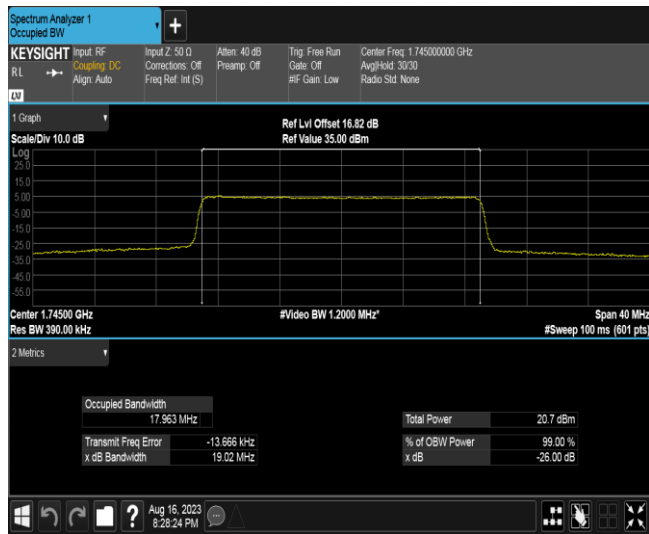 Spectrum Analyzer 1
Occupied BW
+
KEYSIGHT Input: RF Input Z: 50 Ω Atten: 40 dB Trig: Free Run Center Freq: 1.745000000 GHz
RL Coupling: DC Corrections: Off Preamp: Off Gate: Off Avg|Hold: 30/30
Align: Auto Freq Ref: Int (S) #IF Gain: Low Radio Std: None
LXI
1 Graph
Ref Lvl Offset 16.82 dB
Scale/Div 10.0 dB Ref Value 35.00 dBm
Log
25.0
15.0
5.00
-5.00
-15.0
-25.0
-35.0
-45.0
-55.0
Center 1.74500 GHz #Video BW 1.2000 MHz* Span 40 MHz
Res BW 390.00 kHz #Sweep 100 ms (601 pts)
2 Metrics
Occupied Bandwidth
17.963 MHz Total Power 20.7 dBm
Transmit Freq Error -13.666 kHz % of OBW Power 99.00 %
x dB Bandwidth 19.02 MHz x dB -26.00 dB
? Aug 16, 2023
8:28:24 PM